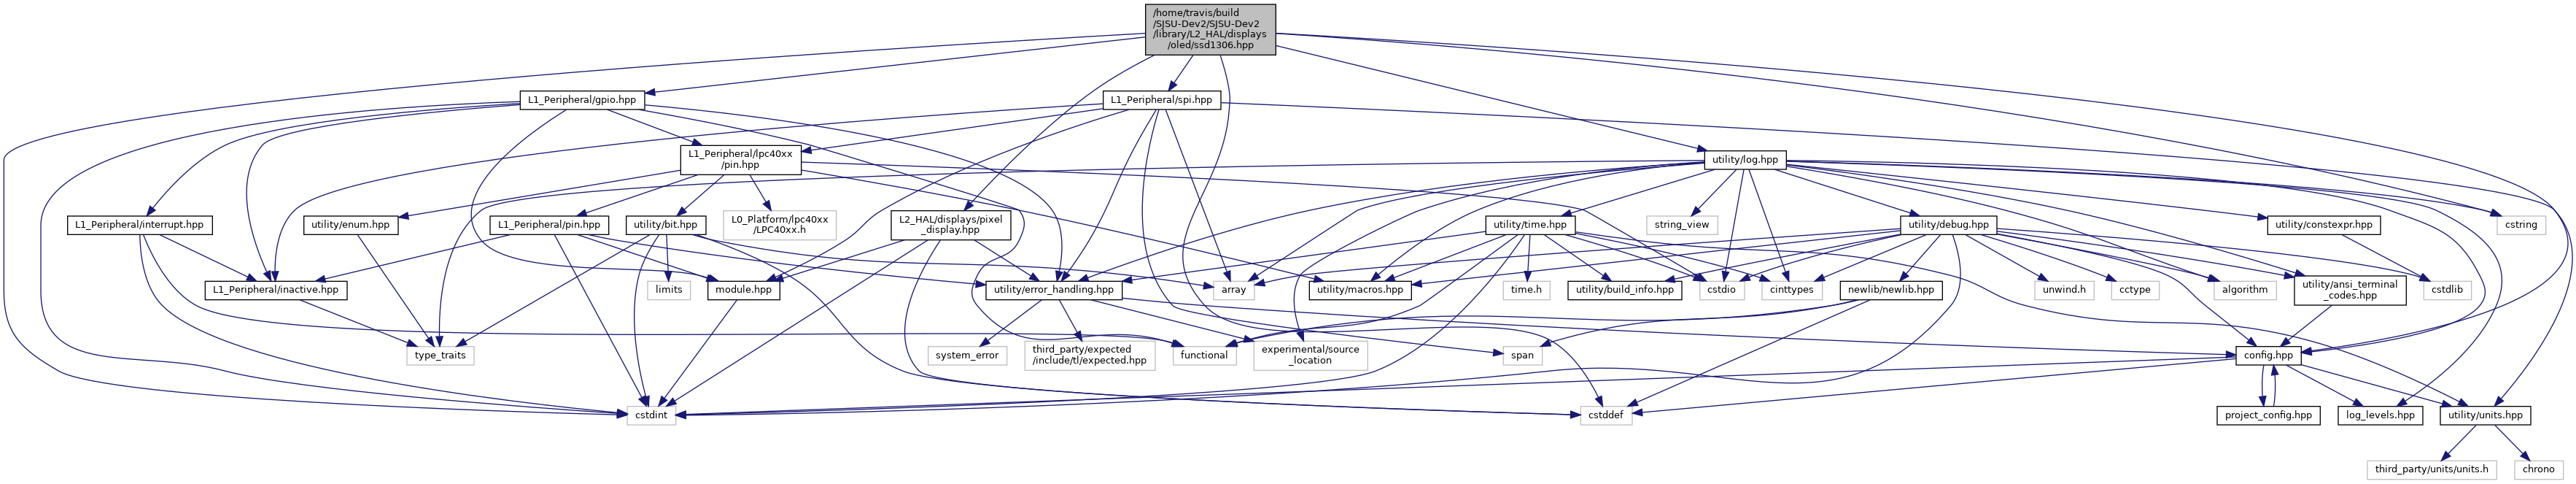 /home/travis/build
/SJSU-Dev2/SJSU-Dev2
/library/L2_HAL/displays
/oled/ssd1306.hpp
L1_Peripheral/gpio.hpp
L1_Peripheral/spi.hpp
L1_Peripheral/lpc40xx
/pin.hpp
utility/log.hpp
L1_Peripheral/interrupt.hpp
utility/enum.hpp
L1_Peripheral/pin.hpp
utility/bit.hpp
L0_Platform/lpc40xx
/LPC40xx.h
L2_HAL/displays/pixel
_display.hpp
utility/time.hpp
string_view
utility/debug.hpp
utility/constexpr.hpp
cstring
L1_Peripheral/inactive.hpp
limits
module.hpp
utility/error_handling.hpp
array
utility/macros.hpp
time.h
utility/build_info.hpp
cstdio
cinttypes
newlib/newlib.hpp
unwind.h
cctype
algorithm
utility/ansi_terminal
_codes.hpp
cstdlib
type_traits
system_error
third_party/expected
/include/tl/expected.hpp
functional
experimental/source
_location
span
config.hpp
cstdint
cstddef
project_config.hpp
log_levels.hpp
utility/units.hpp
third_party/units/units.h
chrono